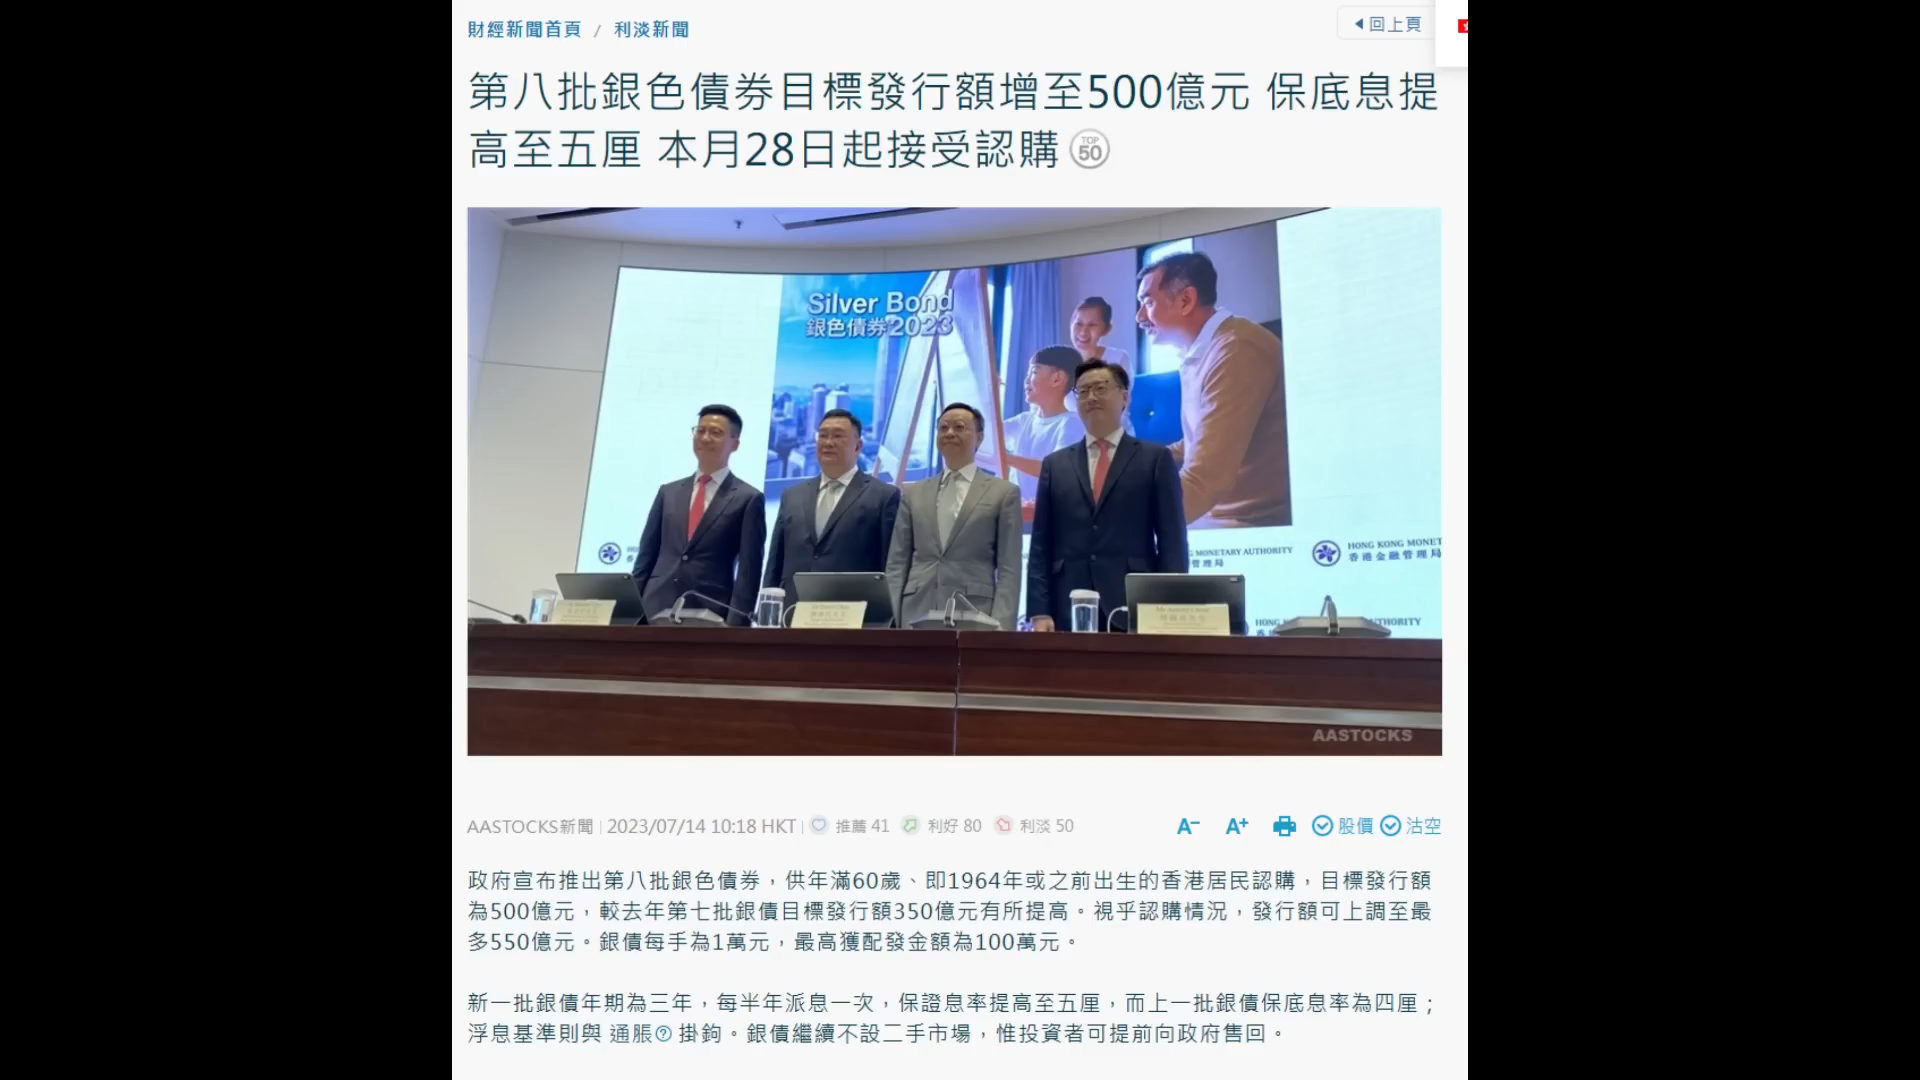 財經新聞首頁 / 利淡新聞
回上頁
第八批銀色債券目標發行額增至500億元 保底息提
高至五厘 本月28日起接受認購 TOP 50
Silver Bond
銀色債券2023
HONG KONG MONET
香港金融管理局
MONETARY AUTHORITY
管理局
AASTOCKS
AASTOCKS新聞 | 2023/07/14 10:18 HKT | 推薦 41 利好 80 利淡 50
A− A+ 股價 沽空
政府宣布推出第八批銀色債券，供年滿60歲、即1964年或之前出生的香港居民認購，目標發行額
為500億元，較去年第七批銀債目標發行額350億元有所提高。視乎認購情況，發行額可上調至最
多550億元。銀債每手為1萬元，最高獲配發金額為100萬元。
新一批銀債年期為三年，每半年派息一次，保證息率提高至五厘，而上一批銀債保底息率為四厘；
浮息基準則與 通脹? 掛鉤。銀債繼續不設二手市場，惟投資者可提前向政府售回。